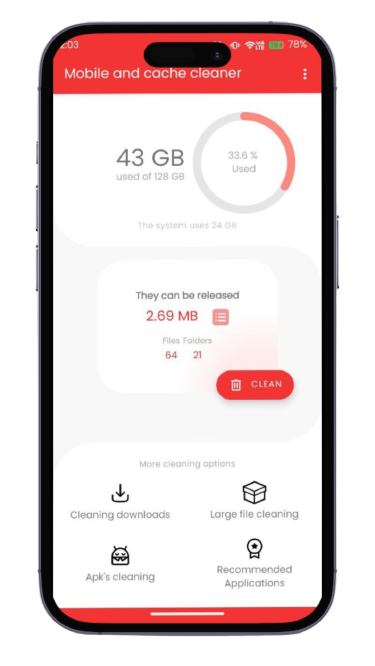 2:03
78%
Mobile and cache cleaner
43 GB
used of 128 GB
33.6 %
Used
The system uses 24 GB
They can be released
2.69 MB
Files Folders
64 21
CLEAN
More cleaning options
Cleaning downloads
Large file cleaning
Apk's cleaning
Recommended
Applications